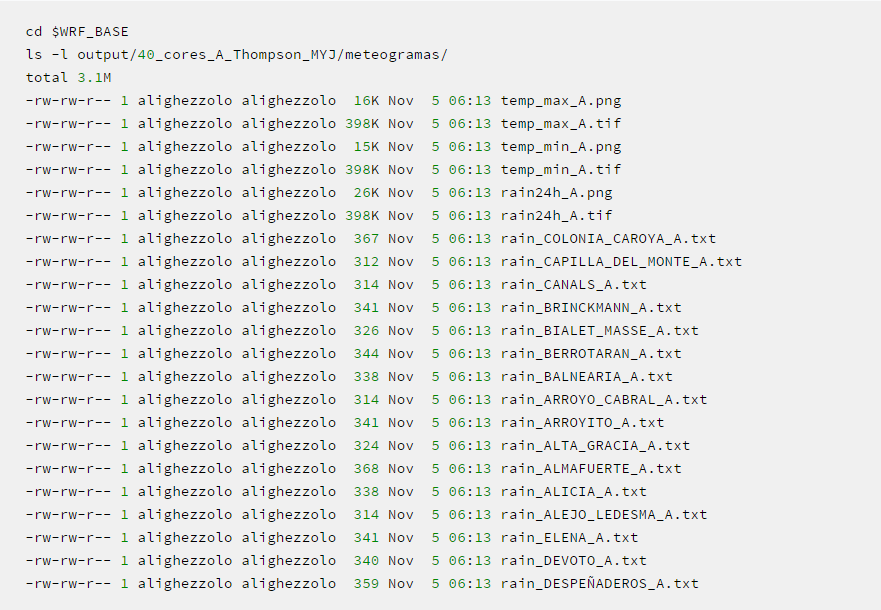 cd $WRF_BASE
ls -l output/40_cores_A_Thompson_MYJ/meteogramas/
total 3.1M
-rw-rw-r-- 1 alighezzolo alighezzolo  16K Nov  5 06:13 temp_max_A.png
-rw-rw-r-- 1 alighezzolo alighezzolo 398K Nov  5 06:13 temp_max_A.tif
-rw-rw-r-- 1 alighezzolo alighezzolo  15K Nov  5 06:13 temp_min_A.png
-rw-rw-r-- 1 alighezzolo alighezzolo 398K Nov  5 06:13 temp_min_A.tif
-rw-rw-r-- 1 alighezzolo alighezzolo  26K Nov  5 06:13 rain24h_A.png
-rw-rw-r-- 1 alighezzolo alighezzolo 398K Nov  5 06:13 rain24h_A.tif
-rw-rw-r-- 1 alighezzolo alighezzolo  367 Nov  5 06:13 rain_COLONIA_CAROYA_A.txt
-rw-rw-r-- 1 alighezzolo alighezzolo  312 Nov  5 06:13 rain_CAPILLA_DEL_MONTE_A.txt
-rw-rw-r-- 1 alighezzolo alighezzolo  314 Nov  5 06:13 rain_CANALS_A.txt
-rw-rw-r-- 1 alighezzolo alighezzolo  341 Nov  5 06:13 rain_BRINCKMANN_A.txt
-rw-rw-r-- 1 alighezzolo alighezzolo  326 Nov  5 06:13 rain_BIALET_MASSE_A.txt
-rw-rw-r-- 1 alighezzolo alighezzolo  344 Nov  5 06:13 rain_BERROTARAN_A.txt
-rw-rw-r-- 1 alighezzolo alighezzolo  338 Nov  5 06:13 rain_BALNEARIA_A.txt
-rw-rw-r-- 1 alighezzolo alighezzolo  314 Nov  5 06:13 rain_ARROYO_CABRAL_A.txt
-rw-rw-r-- 1 alighezzolo alighezzolo  341 Nov  5 06:13 rain_ARROYITO_A.txt
-rw-rw-r-- 1 alighezzolo alighezzolo  324 Nov  5 06:13 rain_ALTA_GRACIA_A.txt
-rw-rw-r-- 1 alighezzolo alighezzolo  368 Nov  5 06:13 rain_ALMAFUERTE_A.txt
-rw-rw-r-- 1 alighezzolo alighezzolo  338 Nov  5 06:13 rain_ALICIA_A.txt
-rw-rw-r-- 1 alighezzolo alighezzolo  314 Nov  5 06:13 rain_ALEJO_LEDESMA_A.txt
-rw-rw-r-- 1 alighezzolo alighezzolo  341 Nov  5 06:13 rain_ELENA_A.txt
-rw-rw-r-- 1 alighezzolo alighezzolo  340 Nov  5 06:13 rain_DEVOTO_A.txt
-rw-rw-r-- 1 alighezzolo alighezzolo  359 Nov  5 06:13 rain_DESPEÑADEROS_A.txt